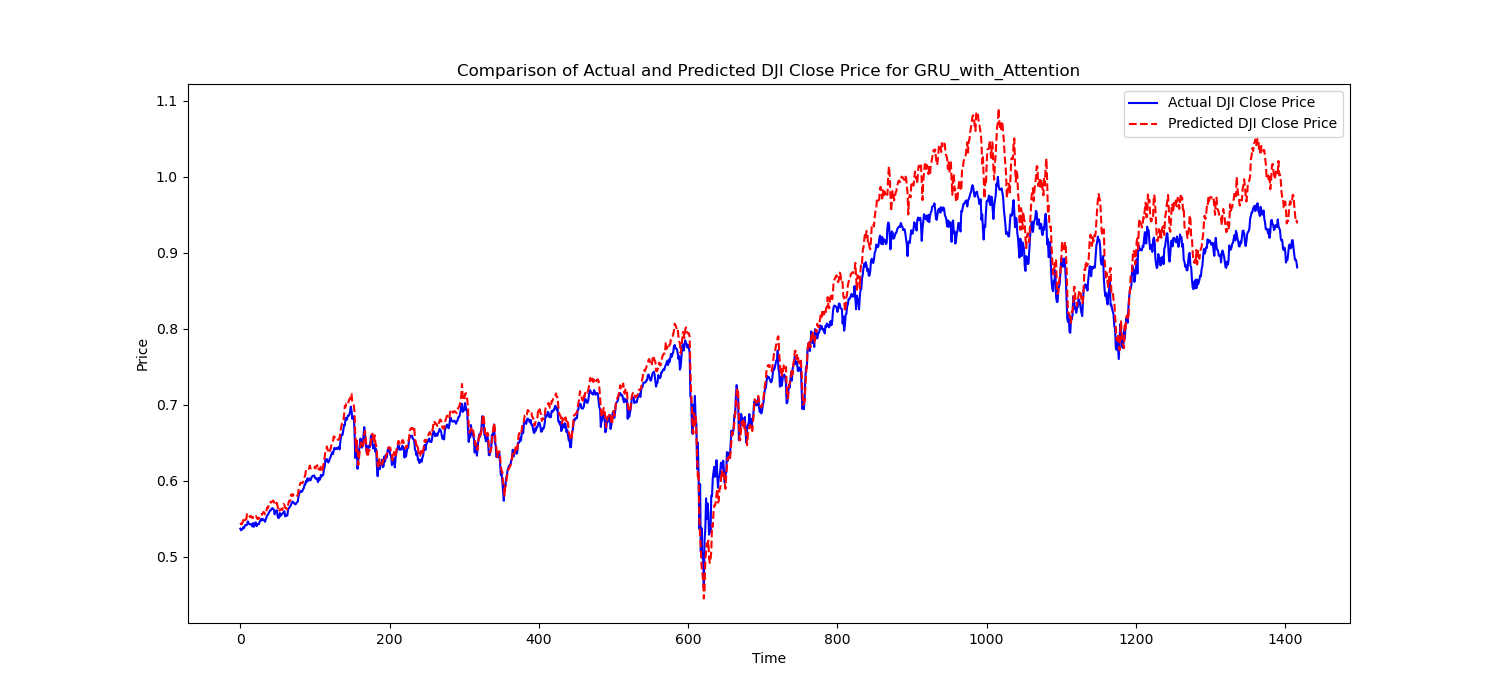 Comparison of Actual and Predicted DJI Close Price for GRU_with_Attention
Actual DJI Close Price
Predicted DJI Close Price
1.1
1.0
0.9
0.8
0.7
0.6
0.5
Price
0 200 400 600 800 1000 1200 1400
Time